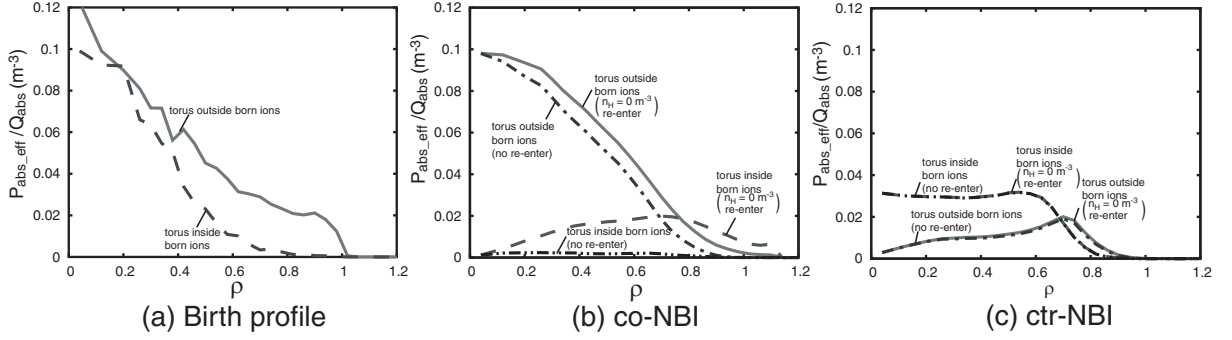 P_abs_eff /Q_abs (m^-3)
0.12
0.1
0.08
0.06
0.04
0.02
0
0
0.2
0.4
0.6
0.8
1
1.2
ρ
torus outside born ions
torus inside
born ions
(a) Birth profile
P_abs_eff /Q_abs (m^-3)
0.12
0.1
0.08
0.06
0.04
0.02
0
0
0.2
0.4
0.6
0.8
1
1.2
ρ
torus outside
born ions
(n_H = 0 m^-3
re-enter)
torus outside
born ions
(no re-enter)
torus inside
born ions
(n_H = 0 m^-3
re-enter)
torus inside born ions
(no re-enter)
(b) co-NBI
P_abs_eff/Q_abs (m^-3)
0.12
0.1
0.08
0.06
0.04
0.02
0
0
0.2
0.4
0.6
0.8
1
1.2
ρ
torus inside
born ions
(no re-enter)
torus inside
born ions
(n_H = 0 m^-3
re-enter)
torus outside
born ions
(n_H = 0 m^-3
re-enter)
torus outside born ions
(no re-enter)
(c) ctr-NBI